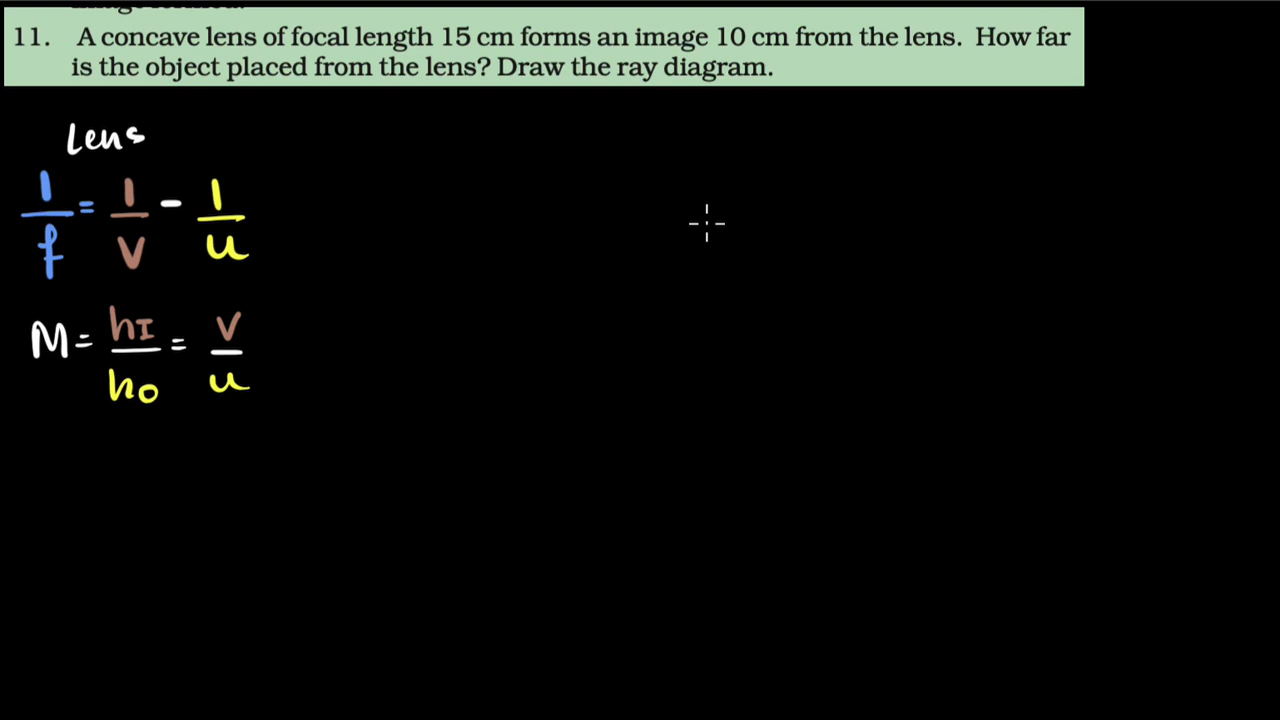 11. A concave lens of focal length 15 cm forms an image 10 cm from the lens. How far
is the object placed from the lens? Draw the ray diagram.
Lens
1/f = 1/v - 1/u
M = hI/ho = v/u